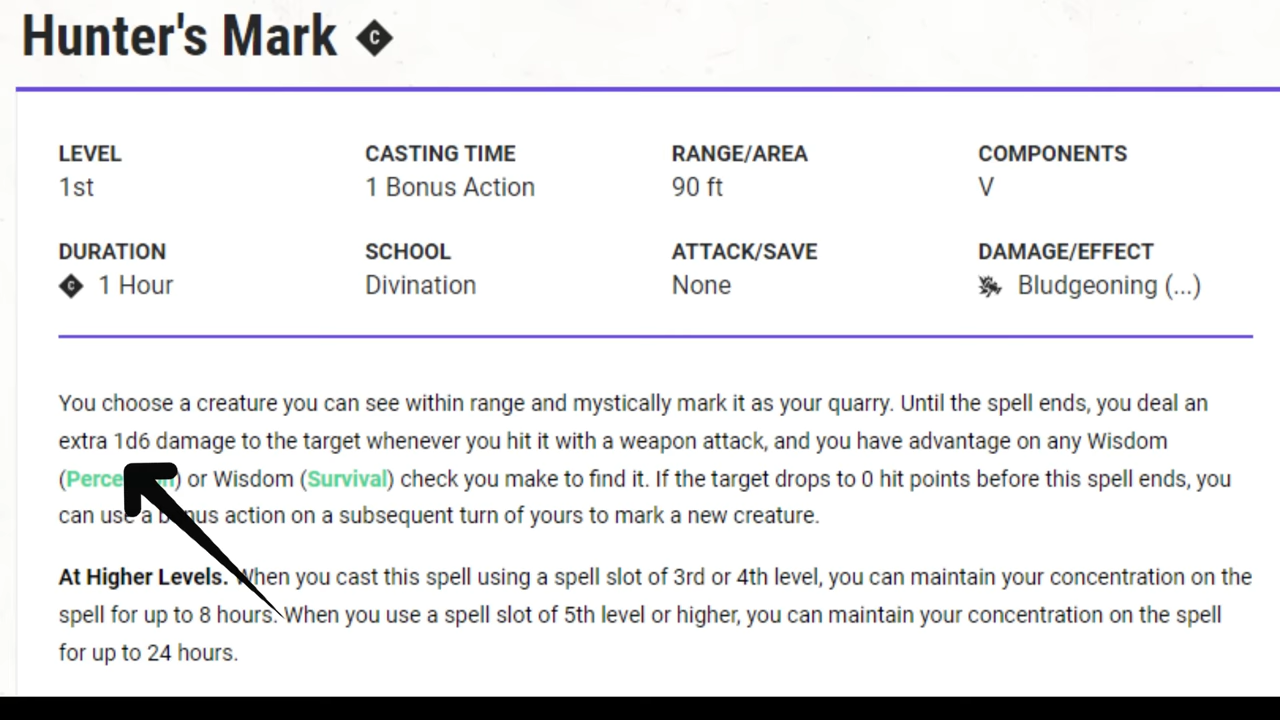 Hunter's Mark C
LEVEL CASTING TIME RANGE/AREA COMPONENTS
1st 1 Bonus Action 90 ft V
DURATION SCHOOL ATTACK/SAVE DAMAGE/EFFECT
C 1 Hour Divination None Bludgeoning (...)
You choose a creature you can see within range and mystically mark it as your quarry. Until the spell ends, you deal an
extra 1d6 damage to the target whenever you hit it with a weapon attack, and you have advantage on any Wisdom
(Perception) or Wisdom (Survival) check you make to find it. If the target drops to 0 hit points before this spell ends, you
can use a bonus action on a subsequent turn of yours to mark a new creature.
At Higher Levels. When you cast this spell using a spell slot of 3rd or 4th level, you can maintain your concentration on the
spell for up to 8 hours. When you use a spell slot of 5th level or higher, you can maintain your concentration on the spell
for up to 24 hours.